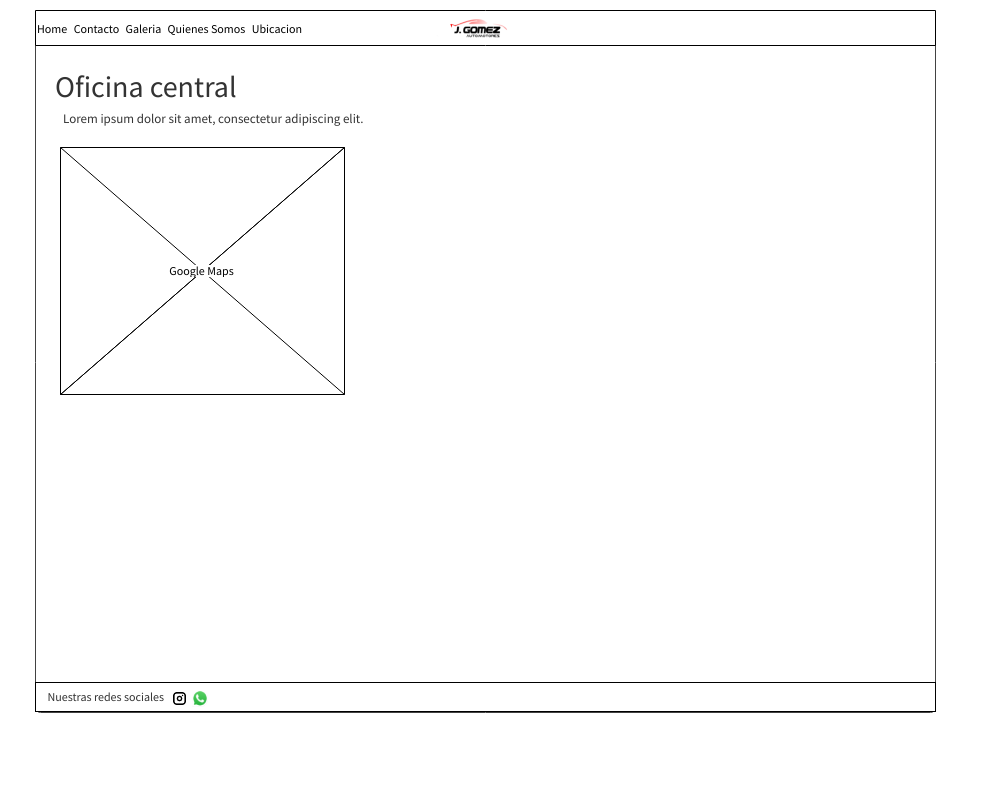 Home Contacto Galeria Quienes Somos Ubicacion
J. GOMEZ
AUTOMOTORES
Oficina central
Lorem ipsum dolor sit amet, consectetur adipiscing elit.
Google Maps
Nuestras redes sociales